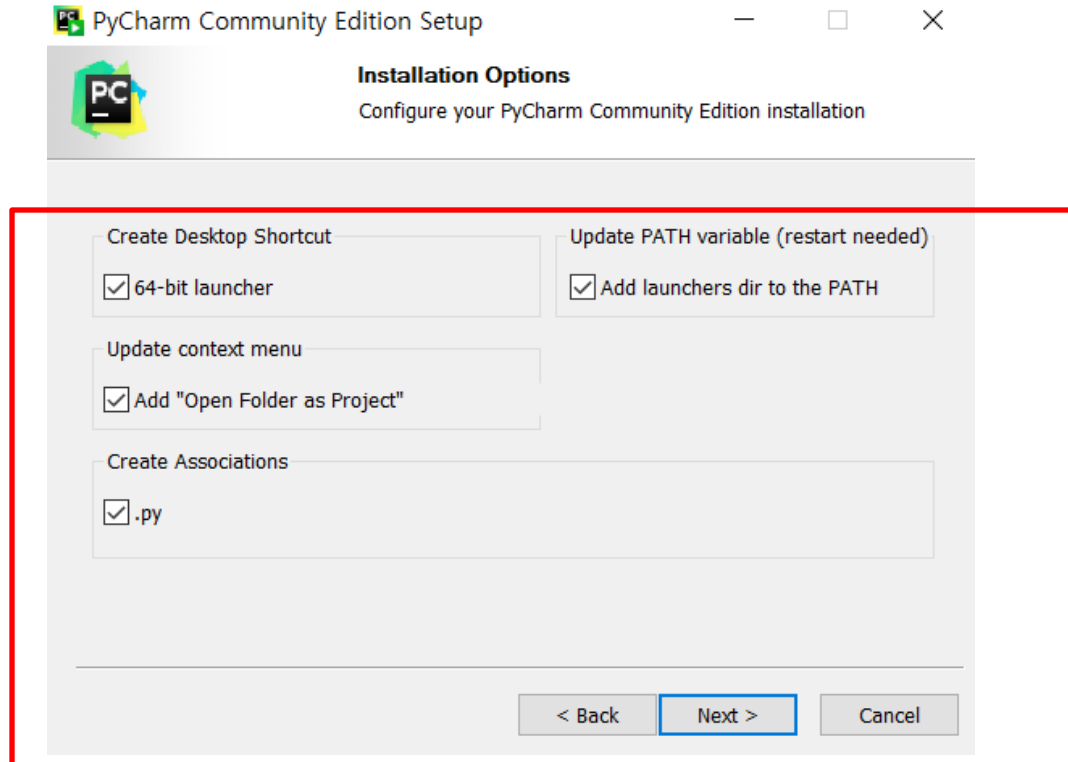 PyCharm Community Edition Setup
Installation Options
Configure your PyCharm Community Edition installation
Create Desktop Shortcut
64-bit launcher
Update PATH variable (restart needed)
Add launchers dir to the PATH
Update context menu
Add "Open Folder as Project"
Create Associations
.py
< Back
Next >
Cancel
PC
PC